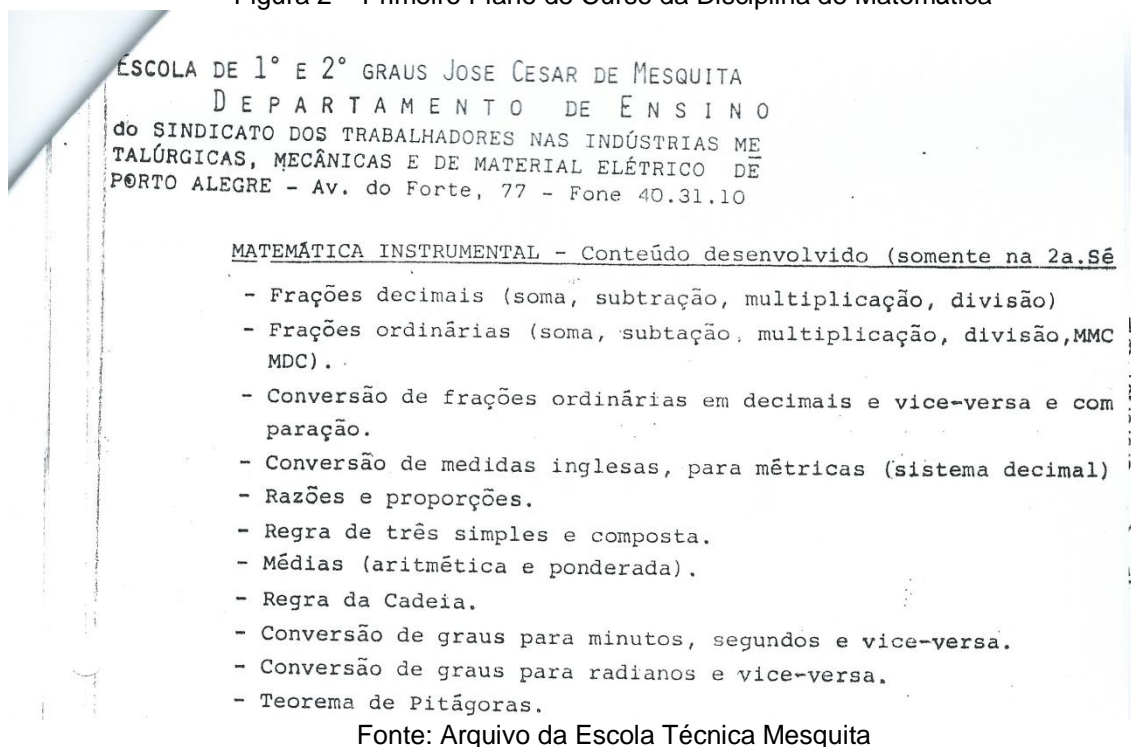 Figura 2 – Primeiro Plano de Curso da Disciplina de Matemática
ESCOLA DE 1° E 2° GRAUS JOSE CESAR DE MESQUITA
DEPARTAMENTO DE ENSINO
do SINDICATO DOS TRABALHADORES NAS INDÚSTRIAS ME
TALÚRGICAS, MECÂNICAS E DE MATERIAL ELÉTRICO DE
PORTO ALEGRE - Av. do Forte, 77 - Fone 40.31.10
MATEMÁTICA INSTRUMENTAL - Conteúdo desenvolvido (somente na 2a.Sé
- Frações decimais (soma, subtração, multiplicação, divisão)
- Frações ordinárias (soma, subtação, multiplicação, divisão,MMC
MDC).
- Conversão de frações ordinárias em decimais e vice-versa e com
paração.
- Conversão de medidas inglesas, para métricas (sistema decimal)
- Razões e proporções.
- Regra de três simples e composta.
- Médias (aritmética e ponderada).
- Regra da Cadeia.
- Conversão de graus para minutos, segundos e vice-versa.
- Conversão de graus para radianos e vice-versa.
- Teorema de Pitágoras.
Fonte: Arquivo da Escola Técnica Mesquita